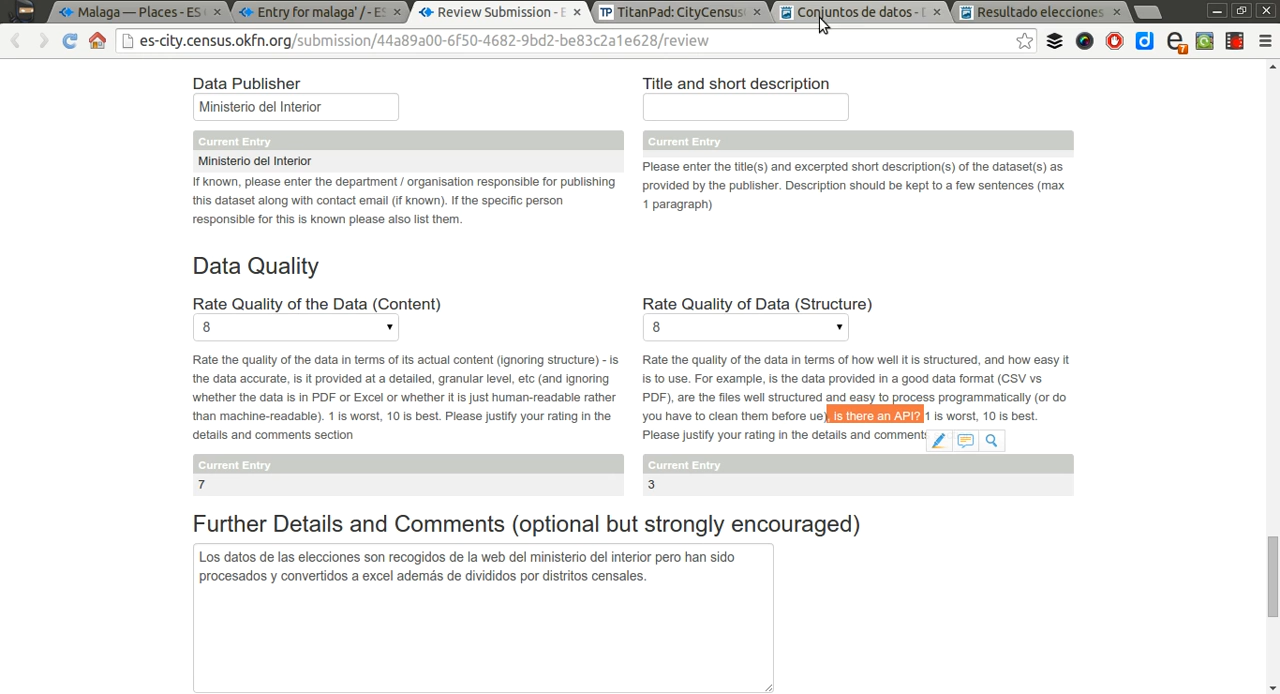 Malaga — Places - ES
Entry for malaga' / - ES
Review Submission - E
TitanPad: CityCensus
Conjuntos de datos - D
Resultado elecciones
es-city.census.okfn.org/submission/44a89a00-6f50-4682-9bd2-be83c2a1e628/review
7
Data Publisher
Ministerio del Interior
Current Entry
Ministerio del Interior
If known, please enter the department / organisation responsible for publishing
this dataset along with contact email (if known). If the specific person
responsible for this is known please also list them.
Title and short description
Current Entry
Please enter the title(s) and excerpted short description(s) of the dataset(s) as
provided by the publisher. Description should be kept to a few sentences (max
1 paragraph)
Data Quality
Rate Quality of the Data (Content)
8
Rate the quality of the data in terms of its actual content (ignoring structure) - is
the data accurate, is it provided at a detailed, granular level, etc (and ignoring
whether the data is in PDF or Excel or whether it is just human-readable rather
than machine-readable). 1 is worst, 10 is best. Please justify your rating in the
details and comments section
Current Entry
7
Rate Quality of Data (Structure)
8
Rate the quality of the data in terms of how well it is structured, and how easy it
is to use. For example, is the data provided in a good data format (CSV vs
PDF), are the files well structured and easy to process programmatically (or do
you have to clean them before ue), is there an API? 1 is worst, 10 is best.
Please justify your rating in the details and comments
Current Entry
3
Further Details and Comments (optional but strongly encouraged)
Los datos de las elecciones son recogidos de la web del ministerio del interior pero han sido
procesados y convertidos a excel además de divididos por distritos censales.